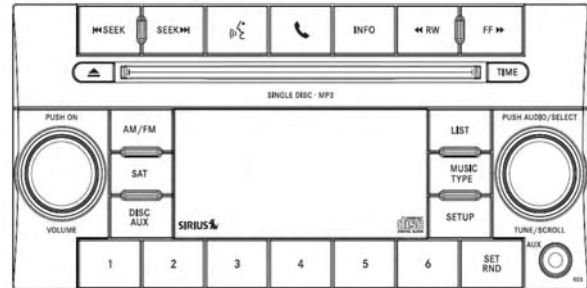 SEEK
SEEK
INFO
RW
FF
TIME
SINGLE DISC · MP3
PUSH ON
VOLUME
AM/FM
SAT
DISC
AUX
SIRIUS
LIST
MUSIC
TYPE
SETUP
PUSH AUDIO/SELECT
TUNE/SCROLL
AUX
1
2
3
4
5
6
SET
RND
RES